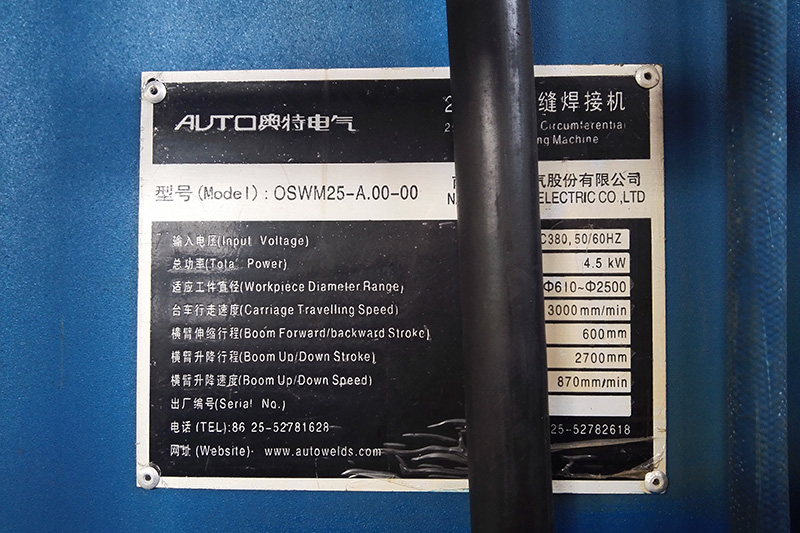 AUTO奥特电气
缝焊接机
Circumferential
Machine
型号(Model): OSWM25-A.00-00
气股份有限公司
ELECTRIC CO.,LTD
输入电压(Input Voltage) C380, 50/60HZ
总功率(Total Power) 4.5 kW
适应工件直径(Workpiece Diameter Range) Φ610~Φ2500
台车行走速度(Carriage Travelling Speed) 3000mm/min
横臂伸缩行程(Boom Forward/backward Stroke) 600mm
横臂升降行程(Boom Up/Down Stroke) 2700mm
横臂升降速度(Boom Up/Down Speed) 870mm/min
出厂编号(Serial No.)
电话 (TEL):86 25-52781628 25-52782618
网址 (Website) www.autowelds.com